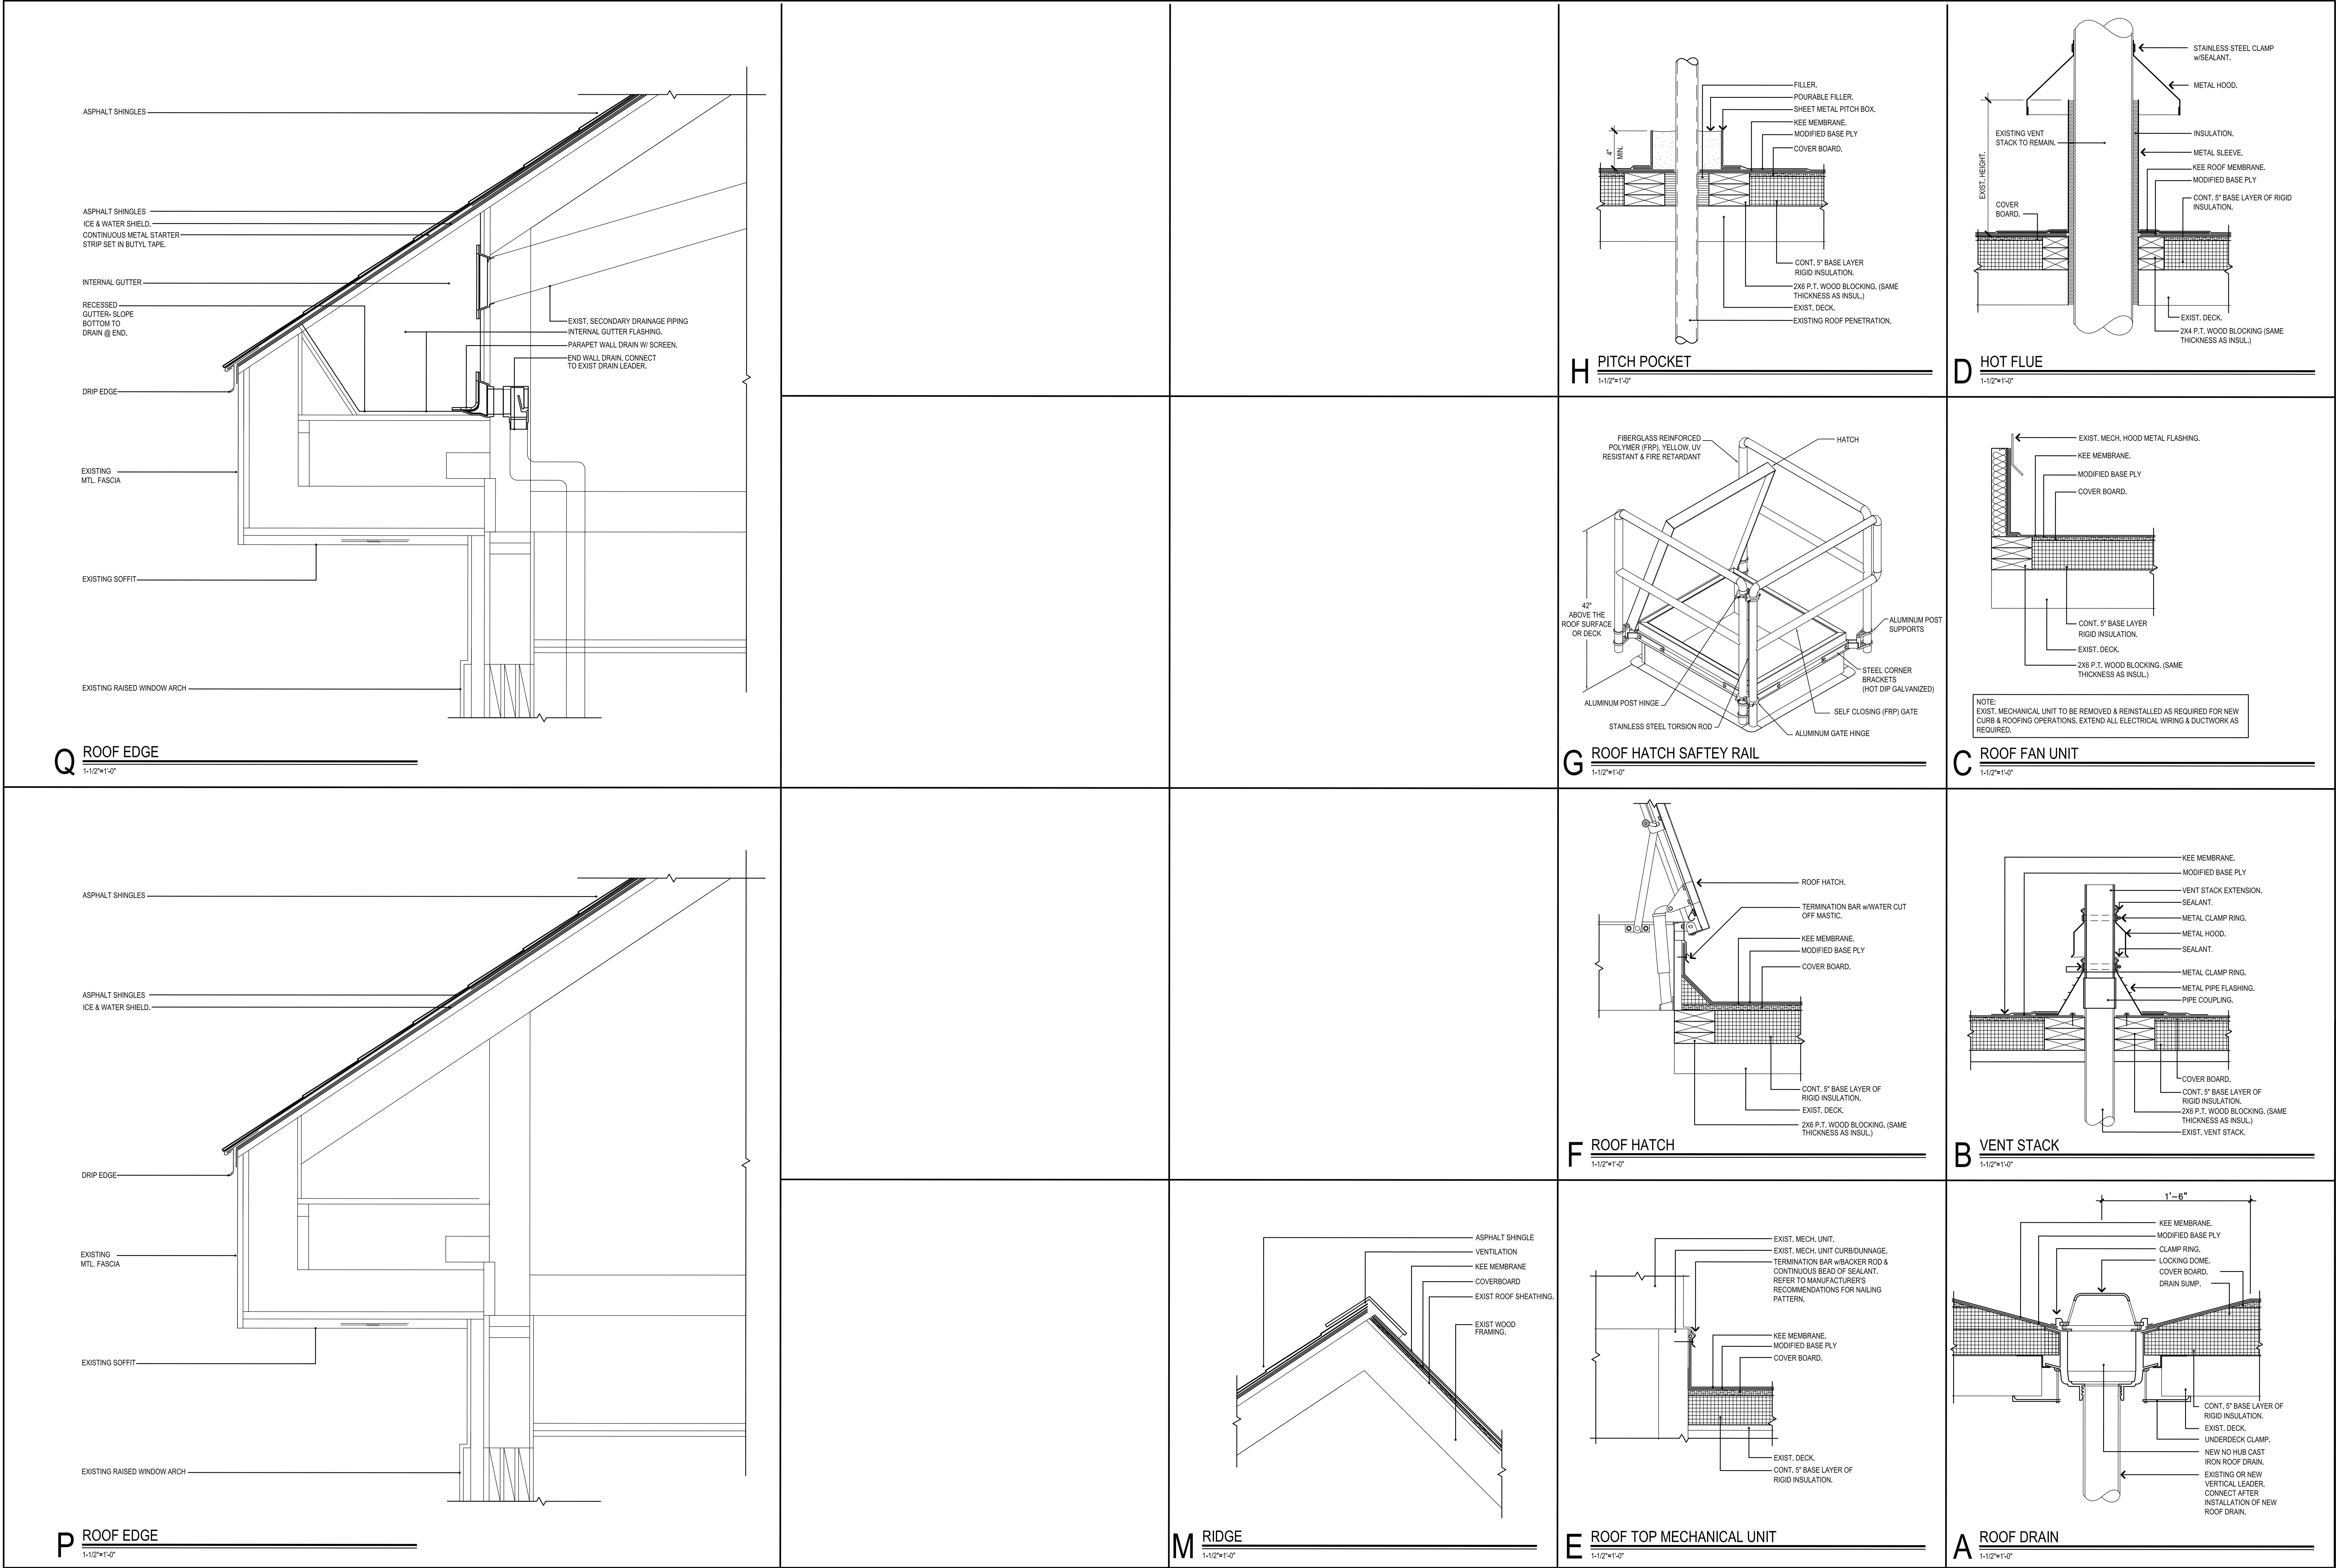 ASPHALT SHINGLES
ASPHALT SHINGLES
ICE & WATER SHIELD.
CONTINUOUS METAL STARTER
STRIP SET IN BUTYL TAPE.
INTERNAL GUTTER
RECESSED
GUTTER- SLOPE
BOTTOM TO
DRAIN @ END.
DRIP EDGE
EXISTING
MTL. FASCIA
EXISTING SOFFIT
EXISTING RAISED WINDOW ARCH
EXIST. SECONDARY DRAINAGE PIPING
INTERNAL GUTTER FLASHING.
PARAPET WALL DRAIN W/ SCREEN.
END WALL DRAIN. CONNECT
TO EXIST DRAIN LEADER.
Q ROOF EDGE
1-1/2"=1'-0"
FILLER.
POURABLE FILLER.
SHEET METAL PITCH BOX.
KEE MEMBRANE.
MODIFIED BASE PLY
COVER BOARD.
4"
MIN.
CONT. 5" BASE LAYER
RIGID INSULATION.
2X6 P.T. WOOD BLOCKING. (SAME
THICKNESS AS INSUL.)
EXIST. DECK.
EXISTING ROOF PENETRATION.
H PITCH POCKET
1-1/2"=1'-0"
STAINLESS STEEL CLAMP
w/SEALANT.
METAL HOOD.
EXISTING VENT
STACK TO REMAIN.
INSULATION.
METAL SLEEVE.
KEE ROOF MEMBRANE.
MODIFIED BASE PLY
CONT. 5" BASE LAYER OF RIGID
INSULATION.
EXIST. HEIGHT.
COVER
BOARD.
EXIST. DECK.
2X4 P.T. WOOD BLOCKING (SAME
THICKNESS AS INSUL.)
D HOT FLUE
1-1/2"=1'-0"
FIBERGLASS REINFORCED
POLYMER (FRP), YELLOW, UV
RESISTANT & FIRE RETARDANT
HATCH
42"
ABOVE THE
ROOF SURFACE
OR DECK
ALUMINUM POST
SUPPORTS
STEEL CORNER
BRACKETS
(HOT DIP GALVANIZED)
ALUMINUM POST HINGE
SELF CLOSING (FRP) GATE
STAINLESS STEEL TORSION ROD
ALUMINUM GATE HINGE
G ROOF HATCH SAFTEY RAIL
1-1/2"=1'-0"
EXIST. MECH. HOOD METAL FLASHING.
KEE MEMBRANE.
MODIFIED BASE PLY
COVER BOARD.
CONT. 5" BASE LAYER
RIGID INSULATION.
EXIST. DECK.
2X6 P.T. WOOD BLOCKING. (SAME
THICKNESS AS INSUL.)
NOTE:
EXIST. MECHANICAL UNIT TO BE REMOVED & REINSTALLED AS REQUIRED FOR NEW
CURB & ROOFING OPERATIONS. EXTEND ALL ELECTRICAL WIRING & DUCTWORK AS
REQUIRED.
C ROOF FAN UNIT
1-1/2"=1'-0"
ASPHALT SHINGLES
ASPHALT SHINGLES
ICE & WATER SHIELD.
DRIP EDGE
EXISTING
MTL. FASCIA
EXISTING SOFFIT
EXISTING RAISED WINDOW ARCH
P ROOF EDGE
1-1/2"=1'-0"
ROOF HATCH.
TERMINATION BAR w/WATER CUT
OFF MASTIC.
KEE MEMBRANE.
MODIFIED BASE PLY
COVER BOARD.
CONT. 5" BASE LAYER OF
RIGID INSULATION.
EXIST. DECK.
2X6 P.T. WOOD BLOCKING. (SAME
THICKNESS AS INSUL.)
F ROOF HATCH
1-1/2"=1'-0"
KEE MEMBRANE.
MODIFIED BASE PLY
VENT STACK EXTENSION.
SEALANT.
METAL CLAMP RING.
METAL HOOD.
SEALANT.
METAL CLAMP RING.
METAL PIPE FLASHING.
PIPE COUPLING.
COVER BOARD.
CONT. 5" BASE LAYER OF
RIGID INSULATION.
2X6 P.T. WOOD BLOCKING. (SAME
THICKNESS AS INSUL.)
EXIST. VENT STACK.
B VENT STACK
1-1/2"=1'-0"
ASPHALT SHINGLE
VENTILATION
KEE MEMBRANE
COVERBOARD
EXIST ROOF SHEATHING.
EXIST WOOD
FRAMING.
M RIDGE
1-1/2"=1'-0"
EXIST. MECH. UNIT.
EXIST. MECH. UNIT CURB/DUNNAGE.
TERMINATION BAR w/BACKER ROD &
CONTINUOUS BEAD OF SEALANT.
REFER TO MANUFACTURER'S
RECOMMENDATIONS FOR NAILING
PATTERN.
KEE MEMBRANE.
MODIFIED BASE PLY
COVER BOARD.
EXIST. DECK.
CONT. 5" BASE LAYER OF
RIGID INSULATION.
E ROOF TOP MECHANICAL UNIT
1-1/2"=1'-0"
1'-6"
KEE MEMBRANE.
MODIFIED BASE PLY
CLAMP RING.
LOCKING DOME.
COVER BOARD.
DRAIN SUMP.
CONT. 5" BASE LAYER OF
RIGID INSULATION.
EXIST. DECK.
UNDERDECK CLAMP.
NEW NO HUB CAST
IRON ROOF DRAIN.
EXISTING OR NEW
VERTICAL LEADER.
CONNECT AFTER
INSTALLATION OF NEW
ROOF DRAIN.
A ROOF DRAIN
1-1/2"=1'-0"